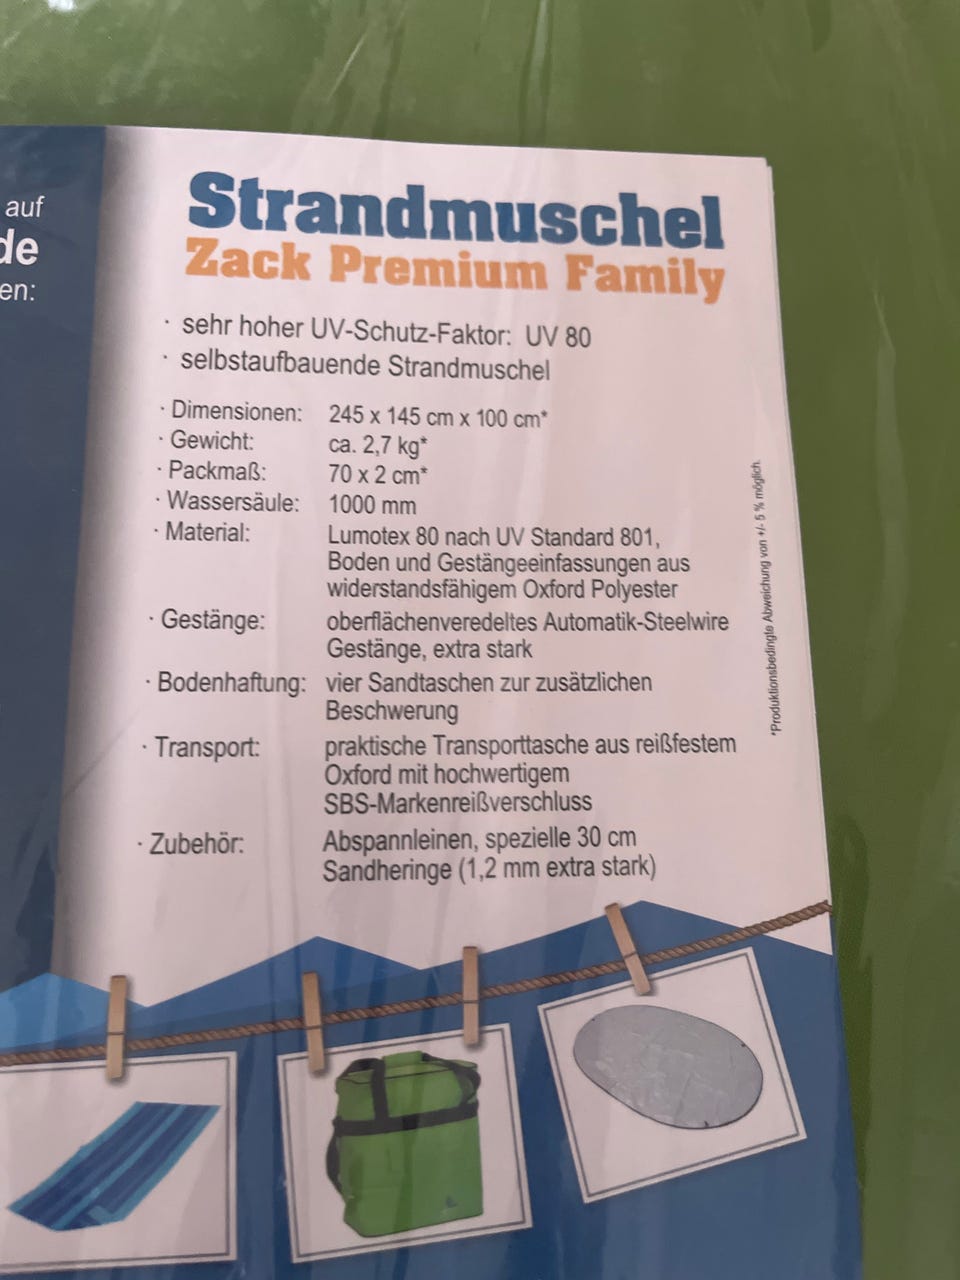 auf
de
en:
Strandmuschel
Zack Premium Family
· sehr hoher UV-Schutz-Faktor: UV 80
· selbstaufbauende Strandmuschel
· Dimensionen: 245 x 145 cm x 100 cm*
· Gewicht: ca. 2,7 kg*
· Packmaß: 70 x 2 cm*
· Wassersäule: 1000 mm
· Material: Lumotex 80 nach UV Standard 801,
Boden und Gestängeeinfassungen aus
widerstandsfähigem Oxford Polyester
· Gestänge: oberflächenveredeltes Automatik-Steelwire
Gestänge, extra stark
· Bodenhaftung: vier Sandtaschen zur zusätzlichen
Beschwerung
· Transport: praktische Transporttasche aus reißfestem
Oxford mit hochwertigem
SBS-Markenreißverschluss
· Zubehör: Abspannleinen, spezielle 30 cm
Sandheringe (1,2 mm extra stark)
*Produktionsbedingte Abweichung von +/- 5 % möglich.